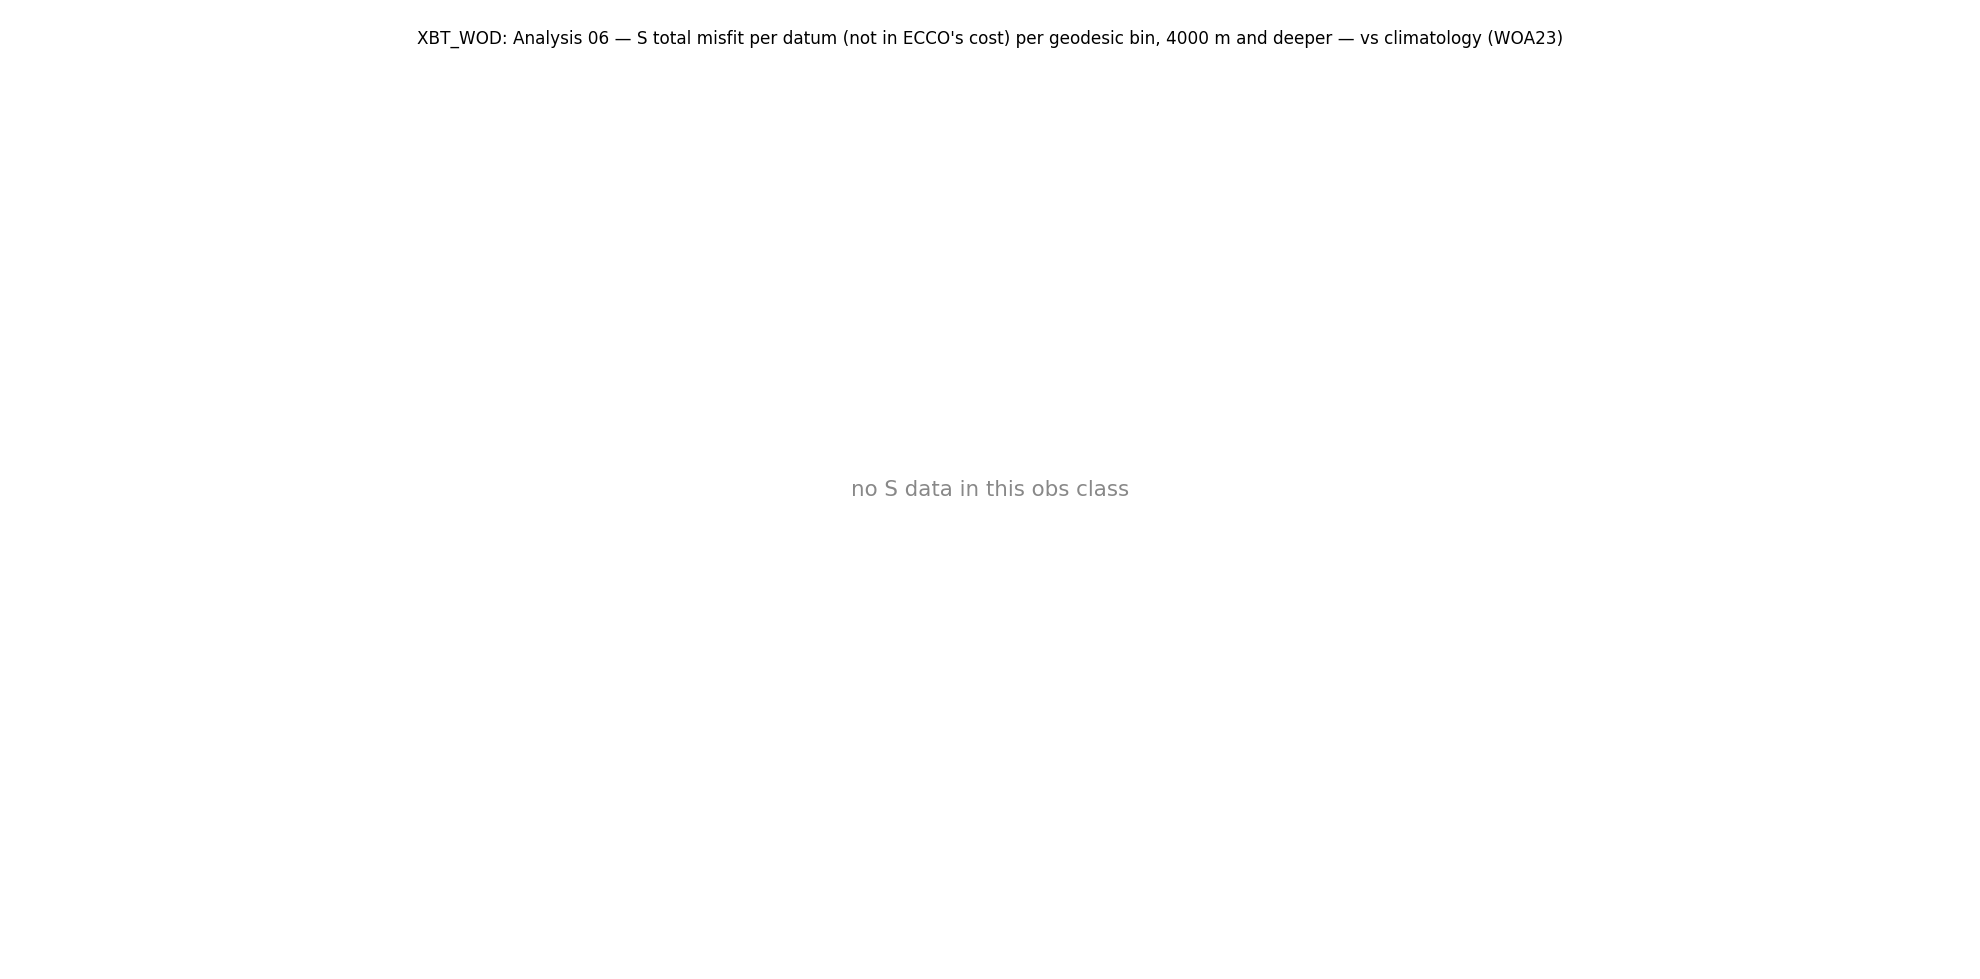 XBT_WOD: Analysis 06 — S total misfit per datum (not in ECCO's cost) per geodesic bin, 4000 m and deeper — vs climatology (WOA23)
no S data in this obs class